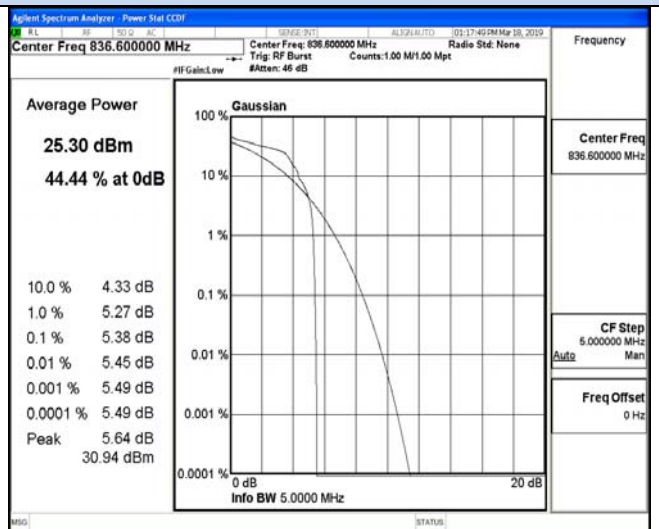 Agilent Spectrum Analyzer - Power Stat CCDF
RL RF 50 Ω AC SENSE:INT ALIGN AUTO 01:17:49 PM Mar 18, 2019
Center Freq 836.600000 MHz
Center Freq: 836.600000 MHz Radio Std: None
Trig: RF Burst Counts:1.00 M/1.00 Mpt
#IFGain:Low #Atten: 46 dB
Frequency
Average Power
25.30 dBm
44.44 % at 0dB
10.0 % 4.33 dB
1.0 % 5.27 dB
0.1 % 5.38 dB
0.01 % 5.45 dB
0.001 % 5.49 dB
0.0001 % 5.49 dB
Peak 5.64 dB
30.94 dBm
Gaussian
100 %
10 %
1 %
0.1 %
0.01 %
0.001 %
0.0001 %
0 dB 20 dB
Info BW 5.0000 MHz
Center Freq
836.600000 MHz
CF Step
5.000000 MHz
Auto Man
Freq Offset
0 Hz
MSG STATUS